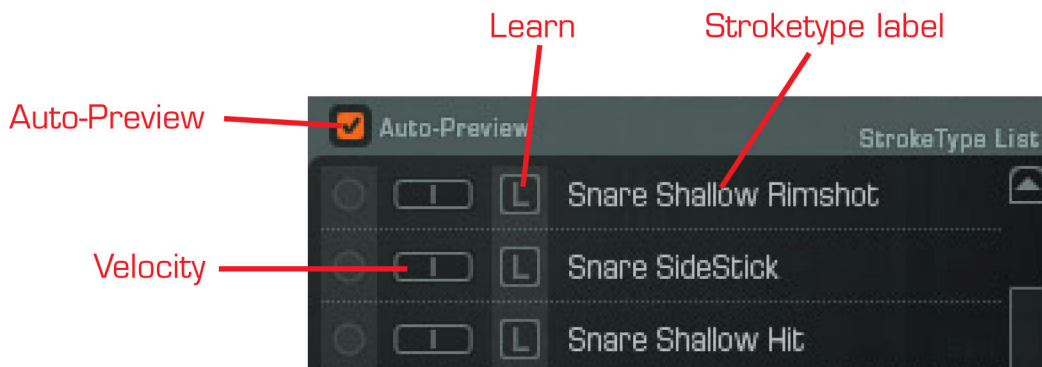 Learn Stroketype label
Auto-Preview
Auto-Preview StrokeType List
L Snare Shallow Rimshot
Velocity
L Snare SideStick
L Snare Shallow Hit